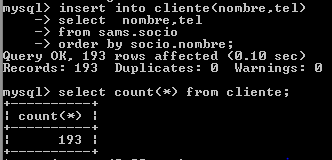 mysql> insert into cliente(nombre,tel)
-> select nombre,tel
-> from sams.socio
-> order by socio.nombre;
Query OK, 193 rows affected (0.10 sec)
Records: 193 Duplicates: 0 Warnings: 0
mysql> select count(*) from cliente;
+----------+
| count(*) |
+----------+
| 193 |
+----------+